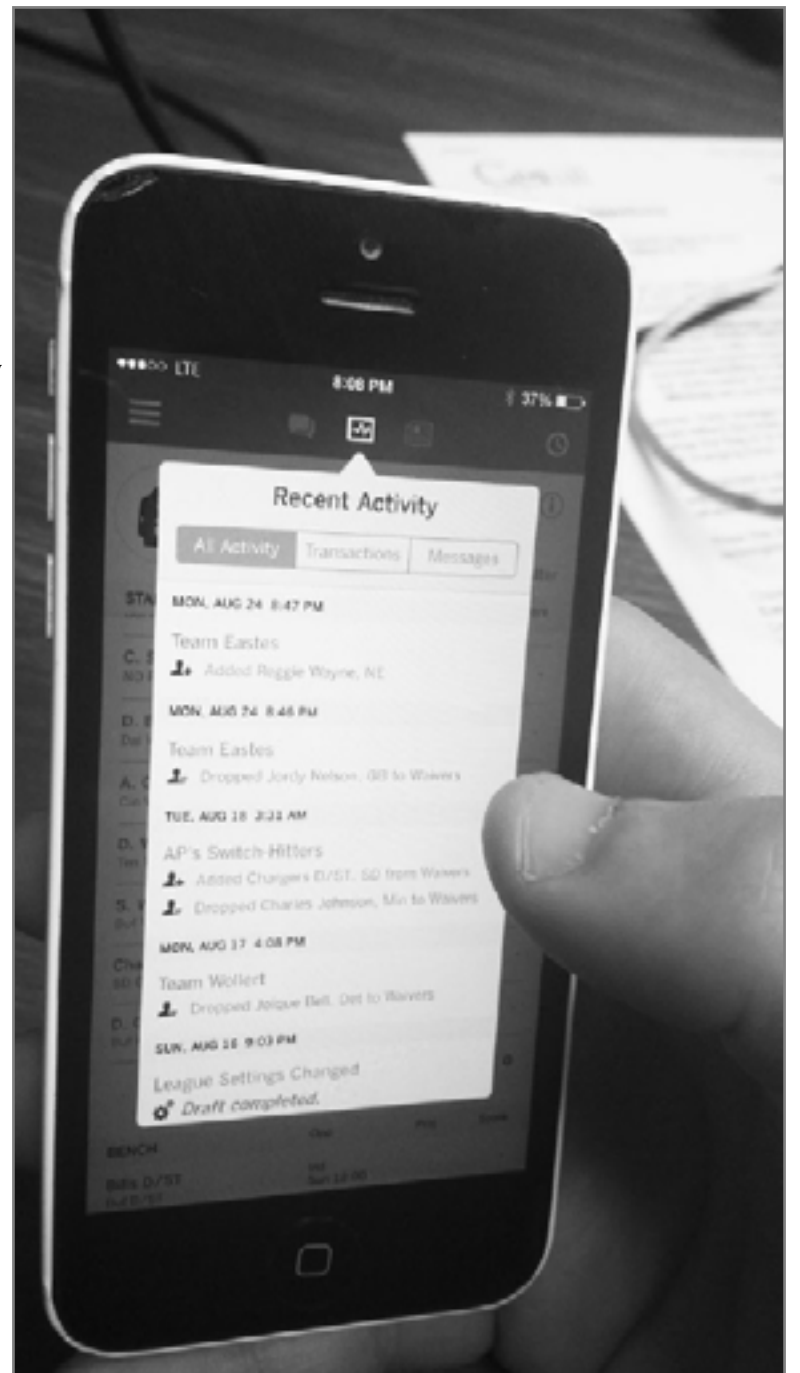 LTE
8:08 PM
37%
Recent Activity
All Activity Transactions Messages
MON, AUG 24 8:47 PM
Team Eastes
Added Reggie Wayne, NE
MON, AUG 24 8:46 PM
Team Eastes
Dropped Jordy Nelson, GB to Waivers
TUE, AUG 18 3:31 AM
AP's Switch-Hitters
Added Chargers D/ST, SD from Waivers
Dropped Charles Johnson, Min to Waivers
MON, AUG 17 4:08 PM
Team Wollert
Dropped Joique Bell, Det to Waivers
SUN, AUG 16 9:03 PM
League Settings Changed
Draft completed.
BENCH
Bills D/ST
Buf D/ST